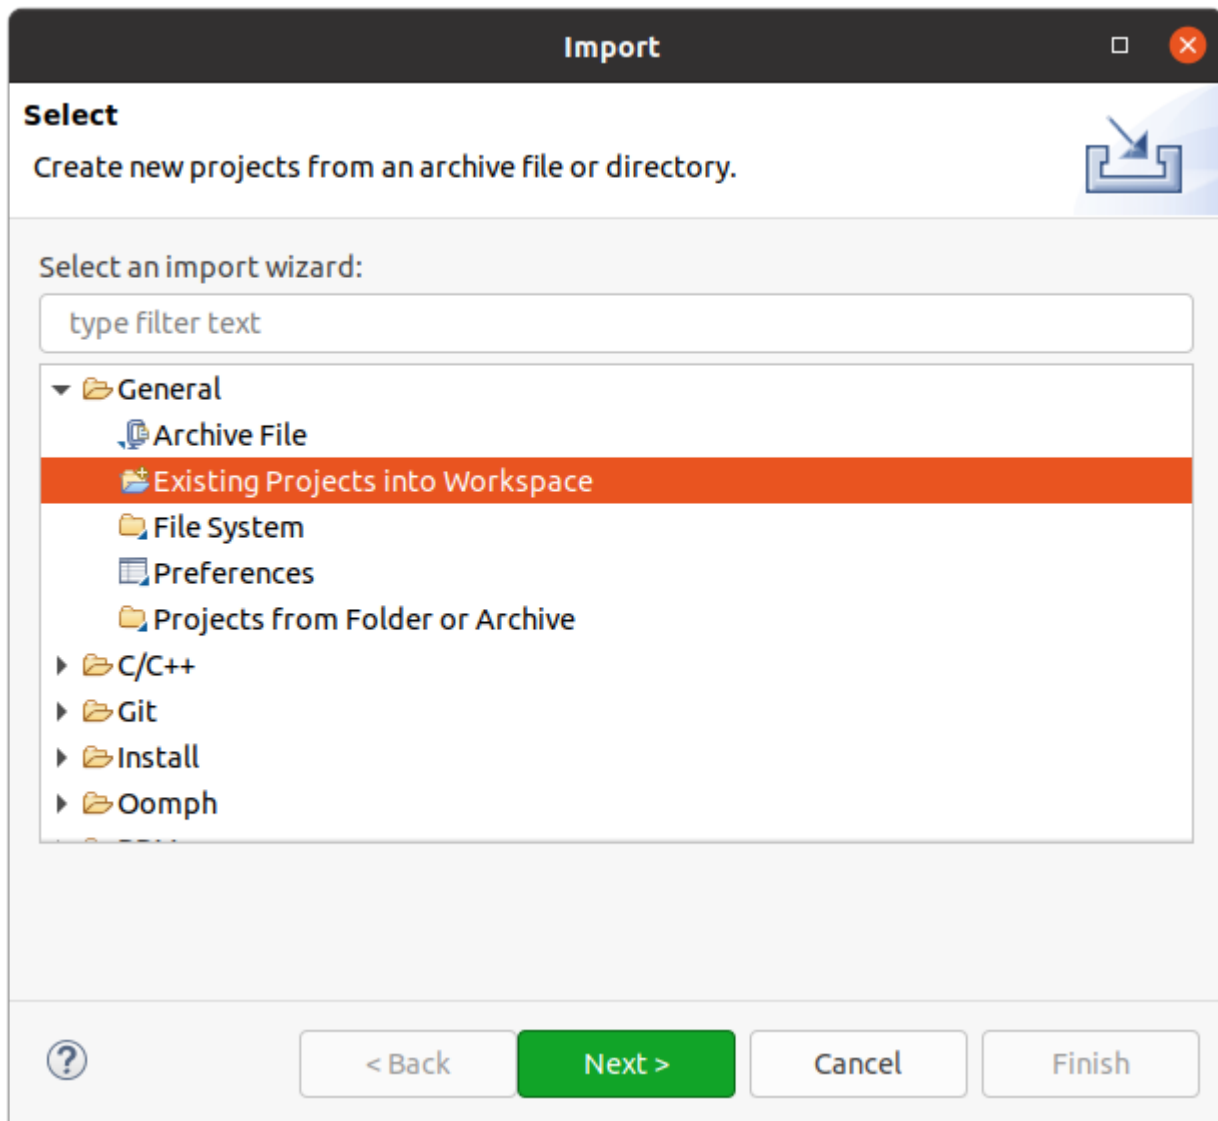 Import
Select
Create new projects from an archive file or directory.
Select an import wizard:
type filter text
General
Archive File
Existing Projects into Workspace
File System
Preferences
Projects from Folder or Archive
C/C++
Git
Install
Oomph
< Back Next > Cancel Finish